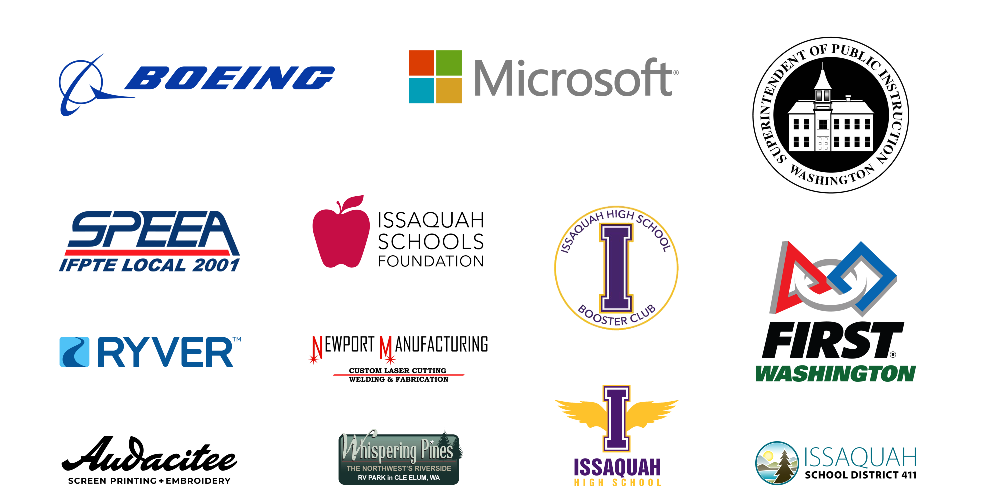 BOEING
Microsoft®
SUPERINTENDENT OF PUBLIC INSTRUCTION
WASHINGTON
SPEEA
IFPTE LOCAL 2001
ISSAQUAH
SCHOOLS
FOUNDATION
ISSAQUAH HIGH SCHOOL
I
BOOSTER CLUB
FIRST®
WASHINGTON
RYVER™
NEWPORT MANUFACTURING
CUSTOM LASER CUTTING
WELDING & FABRICATION
I
ISSAQUAH
HIGH SCHOOL
Audacitee
SCREEN PRINTING + EMBROIDERY
Whispering Pines
THE NORTHWEST'S RIVERSIDE
RV PARK in CLE ELUM, WA
ISSAQUAH
SCHOOL DISTRICT 411